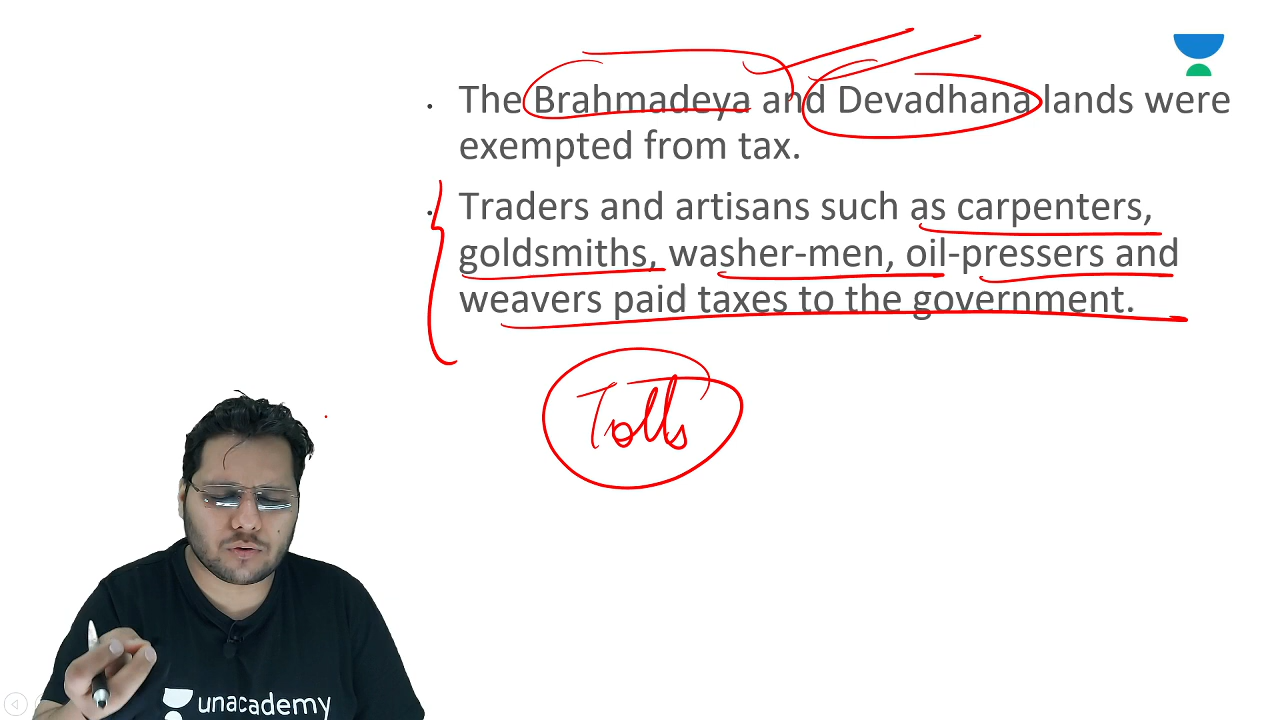 The Brahmadeya and Devadhana lands were
exempted from tax.
Traders and artisans such as carpenters,
goldsmiths, washer-men, oil-pressers and
weavers paid taxes to the government.
Tolls
unacademy